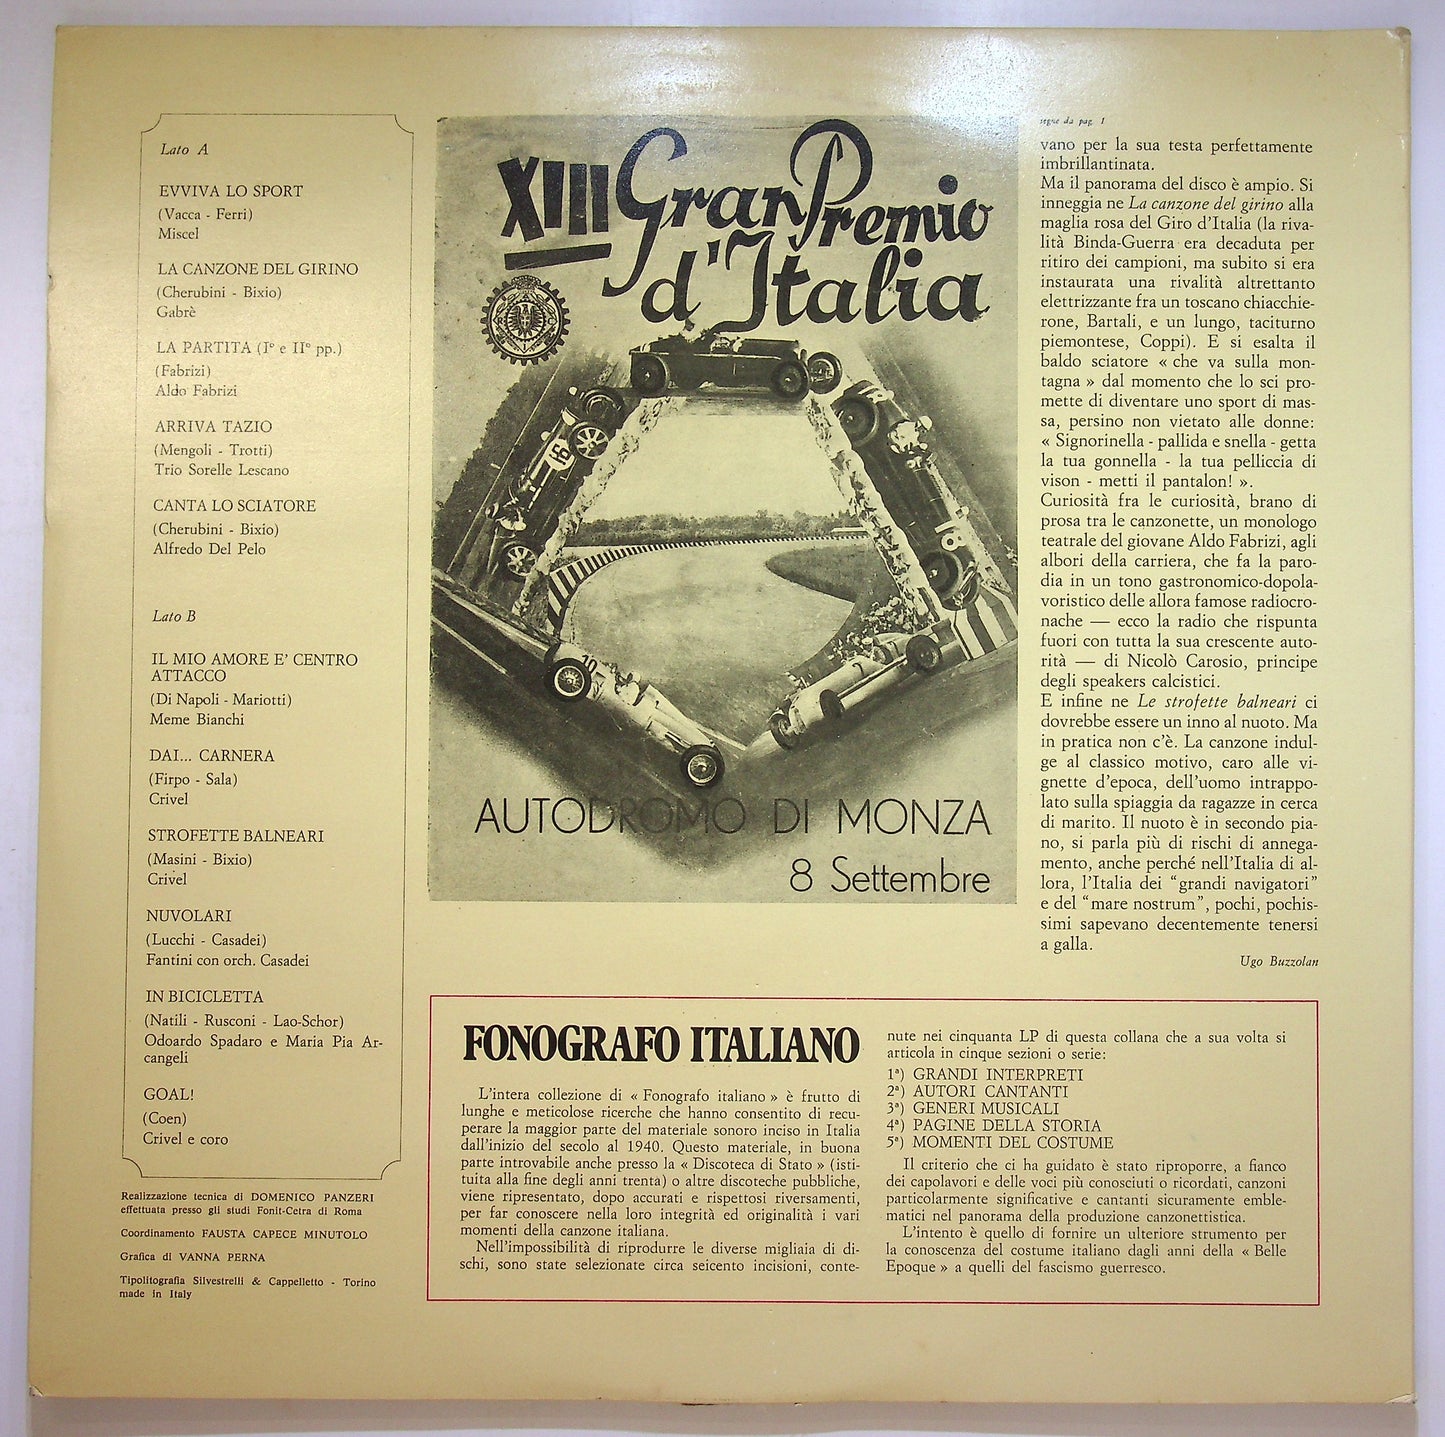 Lato A
EVVIVA LO SPORT
(Vacca - Ferri)
Miscel
LA CANZONE DEL GIRINO
(Cherubini - Bixio)
Gabrè
LA PARTITA (I° e II° pp.)
(Fabrizi)
Aldo Fabrizi
ARRIVA TAZIO
(Mengoli - Trotti)
Trio Sorelle Lescano
CANTA LO SCIATORE
(Cherubini - Bixio)
Alfredo Del Pelo
Lato B
IL MIO AMORE E' CENTRO
ATTACCO
(Di Napoli - Mariotti)
Meme Bianchi
DAI... CARNERA
(Firpo - Sala)
Crivel
STROFETTE BALNEARI
(Masini - Bixio)
Crivel
NUVOLARI
(Lucchi - Casadei)
Fantini con orch. Casadei
IN BICICLETTA
(Natili - Rusconi - Lao-Schor)
Odoardo Spadaro e Maria Pia Ar-
cangeli
GOAL!
(Coen)
Crivel e coro
Realizzazione tecnica di DOMENICO PANZERI
effettuata presso gli studi Fonit-Cetra di Roma
Coordinamento FAUSTA CAPECE MINUTOLO
Grafica di VANNA PERNA
Tipolitografia Silvestrelli & Cappelletto - Torino
made in Italy
XIII Gran Premio
d'Italia
46
18
10
AUTODROMO DI MONZA
8 Settembre
segue da pag. 1
vano per la sua testa perfettamente
imbrillantinata.
Ma il panorama del disco è ampio. Si
inneggia ne La canzone del girino alla
maglia rosa del Giro d'Italia (la riva-
lità Binda-Guerra era decaduta per
ritiro dei campioni, ma subito si era
instaurata una rivalità altrettanto
elettrizzante fra un toscano chiacchie-
rone, Bartali, e un lungo, taciturno
piemontese, Coppi). E si esalta il
baldo sciatore « che va sulla mon-
tagna » dal momento che lo sci pro-
mette di diventare uno sport di mas-
sa, persino non vietato alle donne:
« Signorinella - pallida e snella - getta
la tua gonnella - la tua pelliccia di
vison - metti il pantalon! ».
Curiosità fra le curiosità, brano di
prosa tra le canzonette, un monologo
teatrale del giovane Aldo Fabrizi, agli
albori della carriera, che fa la paro-
dia in un tono gastronomico-dopola-
voristico delle allora famose radiocro-
nache — ecco la radio che rispunta
fuori con tutta la sua crescente auto-
rità — di Nicolò Carosio, principe
degli speakers calcistici.
E infine ne Le strofette balneari ci
dovrebbe essere un inno al nuoto. Ma
in pratica non c'è. La canzone indul-
ge al classico motivo, caro alle vi-
gnette d'epoca, dell'uomo intrappo-
lato sulla spiaggia da ragazze in cerca
di marito. Il nuoto è in secondo pia-
no, si parla più di rischi di annega-
mento, anche perché nell'Italia di al-
lora, l'Italia dei "grandi navigatori"
e del "mare nostrum", pochi, pochis-
simi sapevano decentemente tenersi
a galla.
Ugo Buzzolan
FONOGRAFO ITALIANO
L'intera collezione di « Fonografo italiano » è frutto di
lunghe e meticolose ricerche che hanno consentito di recu-
perare la maggior parte del materiale sonoro inciso in Italia
dall'inizio del secolo al 1940. Questo materiale, in buona
parte introvabile anche presso la « Discoteca di Stato » (isti-
tuita alla fine degli anni trenta) o altre discoteche pubbliche,
viene ripresentato, dopo accurati e rispettosi riversamenti,
per far conoscere nella loro integrità ed originalità i vari
momenti della canzone italiana.
Nell'impossibilità di riprodurre le diverse migliaia di di-
schi, sono state selezionate circa seicento incisioni, conte-
nute nei cinquanta LP di questa collana che a sua volta si
articola in cinque sezioni o serie:
1ª) GRANDI INTERPRETI
2ª) AUTORI CANTANTI
3ª) GENERI MUSICALI
4ª) PAGINE DELLA STORIA
5ª) MOMENTI DEL COSTUME
Il criterio che ci ha guidato è stato riproporre, a fianco
dei capolavori e delle voci più conosciuti o ricordati, canzoni
particolarmente significative e cantanti sicuramente emble-
matici nel panorama della produzione canzonettistica.
L'intento è quello di fornire un ulteriore strumento per
la conoscenza del costume italiano dagli anni della « Belle
Epoque » a quelli del fascismo guerresco.